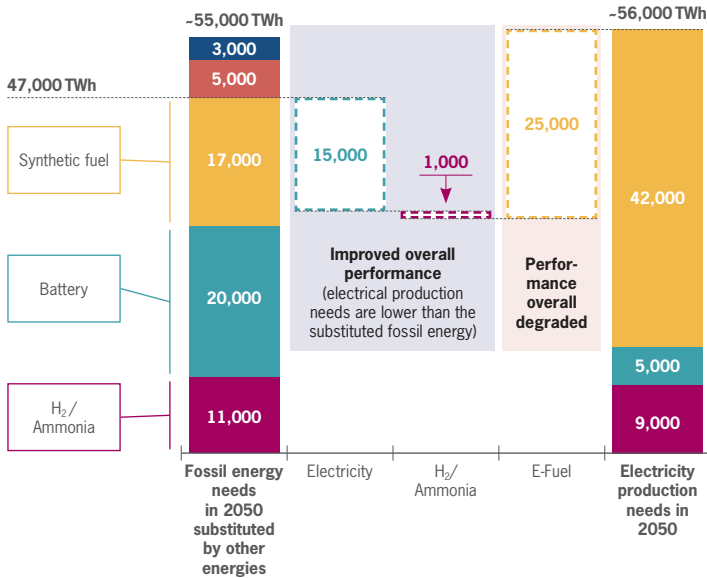 ~55,000 TWh
~56,000 TWh
3,000
5,000
47,000 TWh
Synthetic fuel
17,000
15,000
1,000
25,000
42,000
Battery
20,000
Improved overall
performance
(electrical production
needs are lower than the
substituted fossil energy)
Perfor-
mance
overall
degraded
5,000
H₂/
Ammonia
11,000
9,000
Fossil energy
needs
in 2050
substituted
by other
energies
Electricity
H₂/
Ammonia
E-Fuel
Electricity
production
needs in
2050